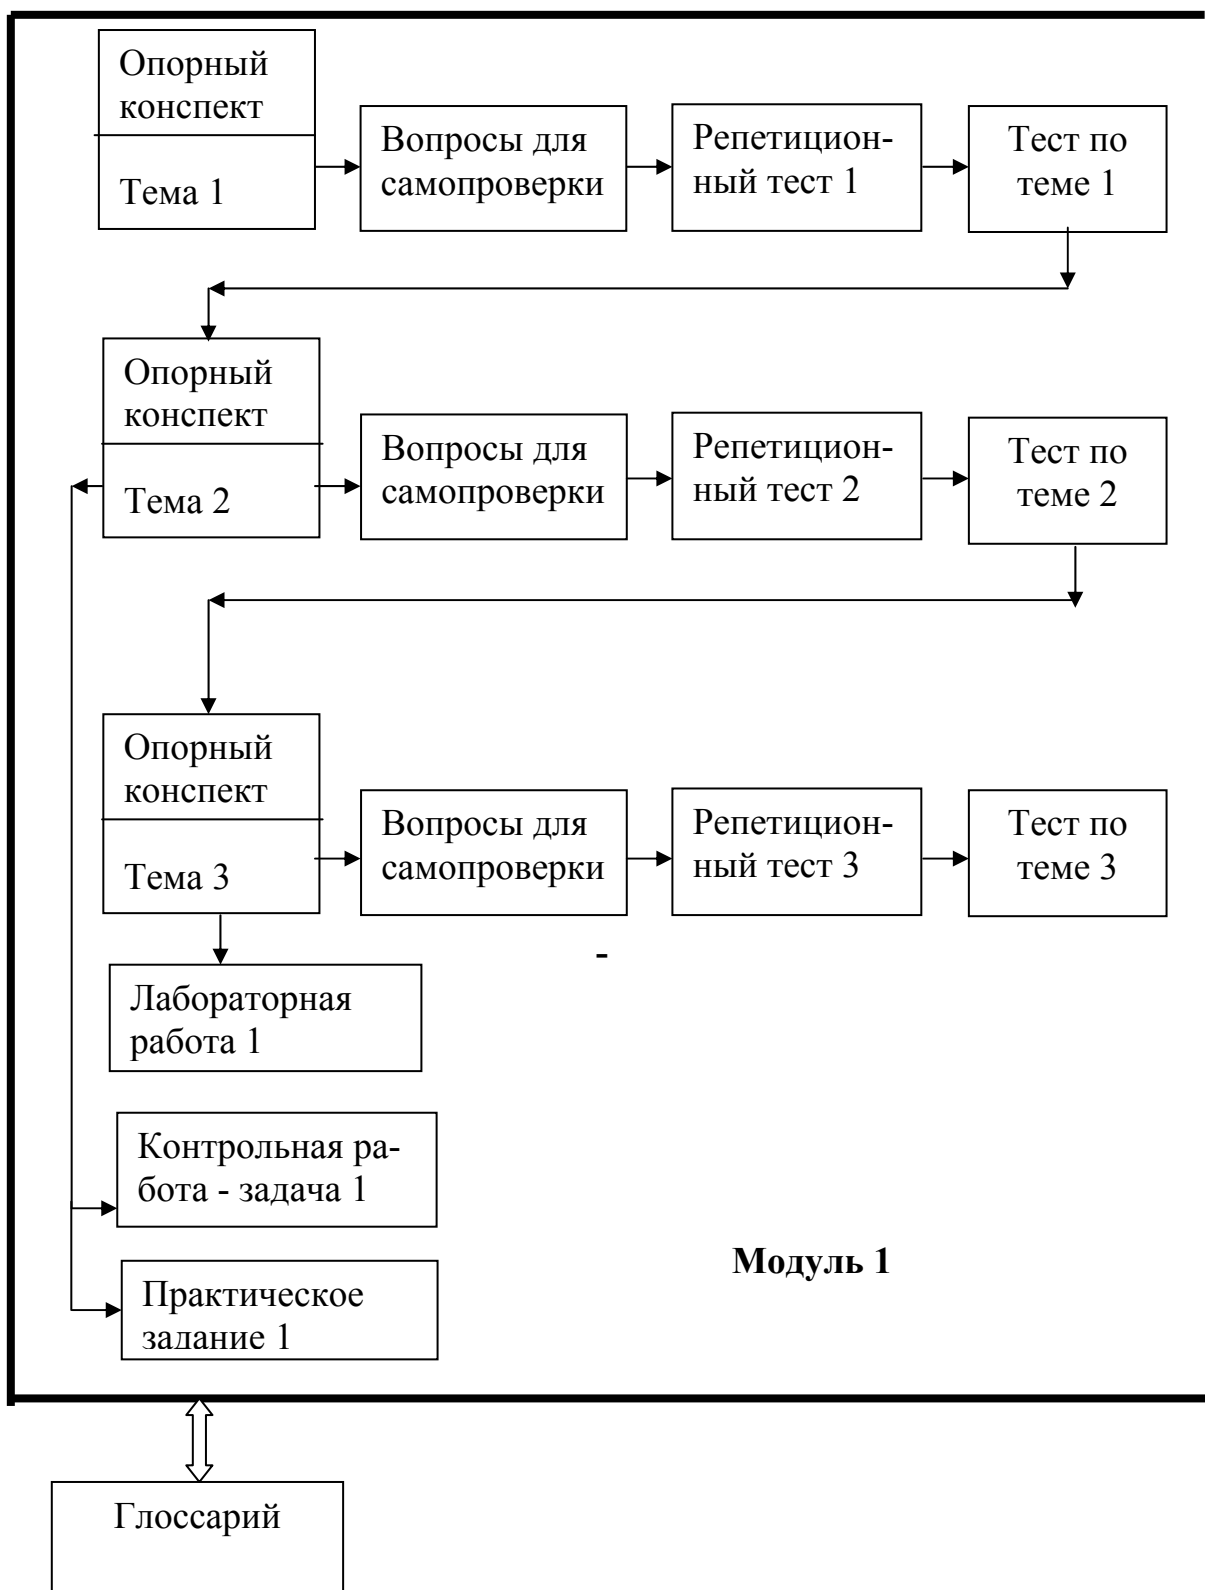 Опорный
конспект
Тема 1
Вопросы для
самопроверки
Репетицион-
ный тест 1
Тест по
теме 1
Опорный
конспект
Тема 2
Вопросы для
самопроверки
Репетицион-
ный тест 2
Тест по
теме 2
Опорный
конспект
Тема 3
Вопросы для
самопроверки
Репетицион-
ный тест 3
Тест по
теме 3
-
Лабораторная
работа 1
Контрольная ра-
бота - задача 1
Модуль 1
Практическое
задание 1
Глоссарий